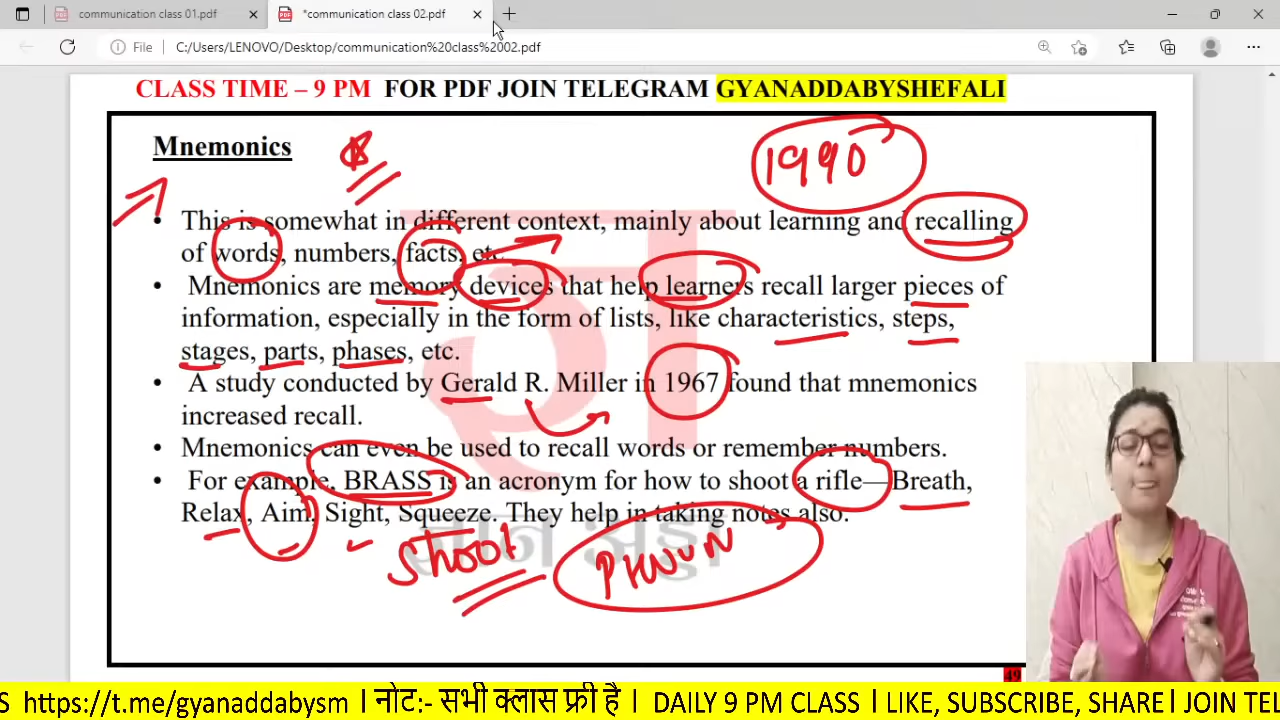 communication class 01.pdf
*communication class 02.pdf
File | C:/Users/LENOVO/Desktop/communication%20class%2002.pdf
CLASS TIME – 9 PM FOR PDF JOIN TELEGRAM GYANADDABYSHEFALI
Mnemonics
1990
• This is somewhat in different context, mainly about learning and recalling
of words, numbers, facts, etc
• Mnemonics are memory devices that help learners recall larger pieces of
information, especially in the form of lists, like characteristics, steps,
stages, parts, phases, etc.
• A study conducted by Gerald R. Miller in 1967 found that mnemonics
increased recall.
• Mnemonics can even be used to recall words or remember numbers.
• For example, BRASS is an acronym for how to shoot a rifle—Breath,
Relax, Aim, Sight, Squeeze. They help in taking notes also.
ज्ञान अड्डा
Shoot
49
S https://t.me/gyanaddabysm । नोट:- सभी क्लास फ्री है । DAILY 9 PM CLASS । LIKE, SUBSCRIBE, SHARE। JOIN TEL